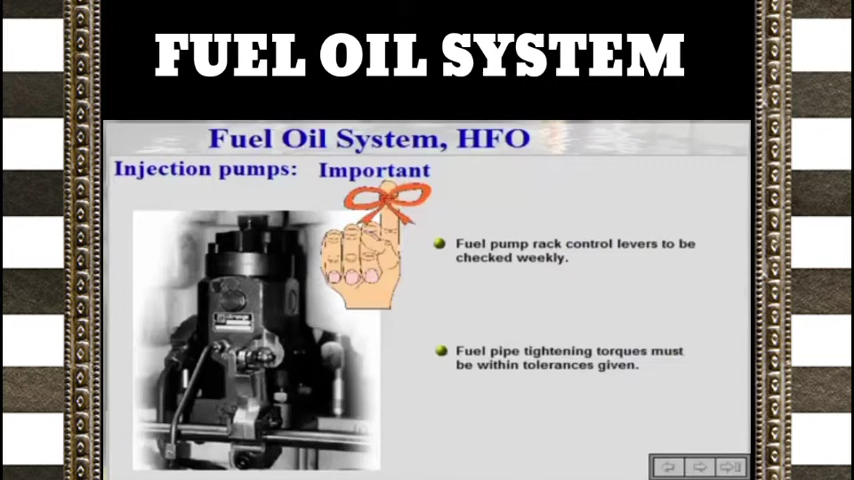 FUEL OIL SYSTEM
Fuel Oil System, HFO
Injection pumps: Important
Fuel pump rack control levers to be
checked weekly.
Fuel pipe tightening torques must
be within tolerances given.